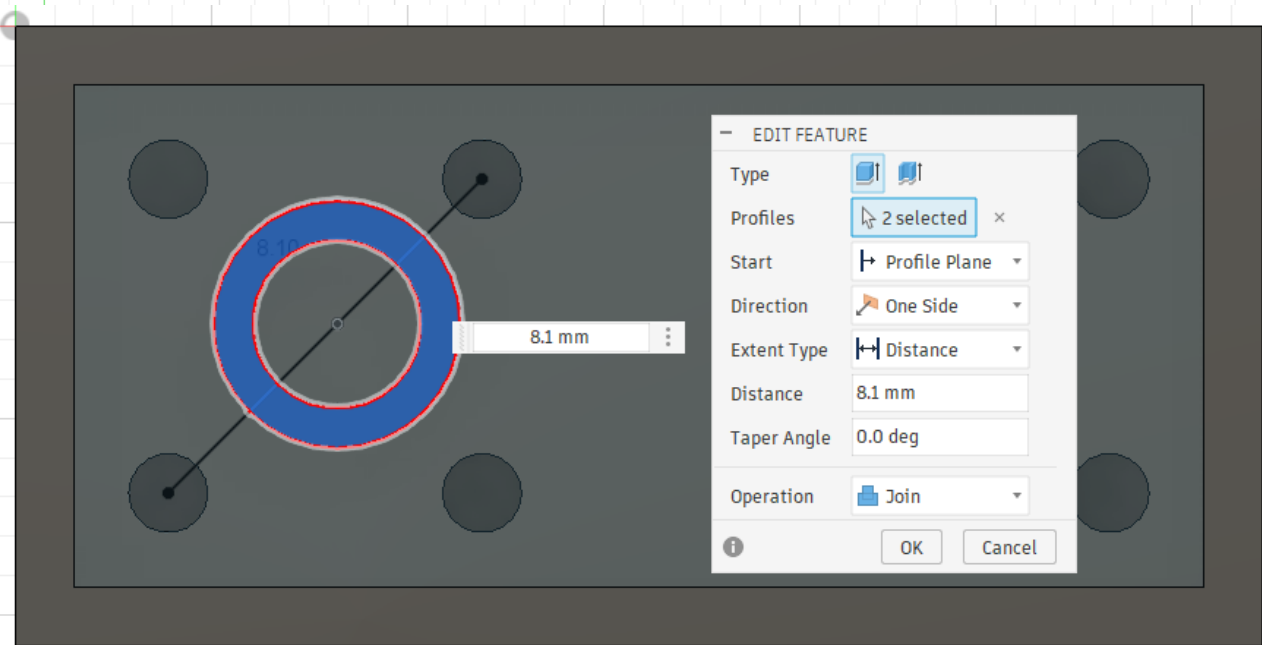 EDIT FEATURE
Type
Profiles 2 selected
Start Profile Plane
Direction One Side
Extent Type Distance
Distance 8.1 mm
Taper Angle 0.0 deg
Operation Join
OK Cancel
8.10
8.1 mm